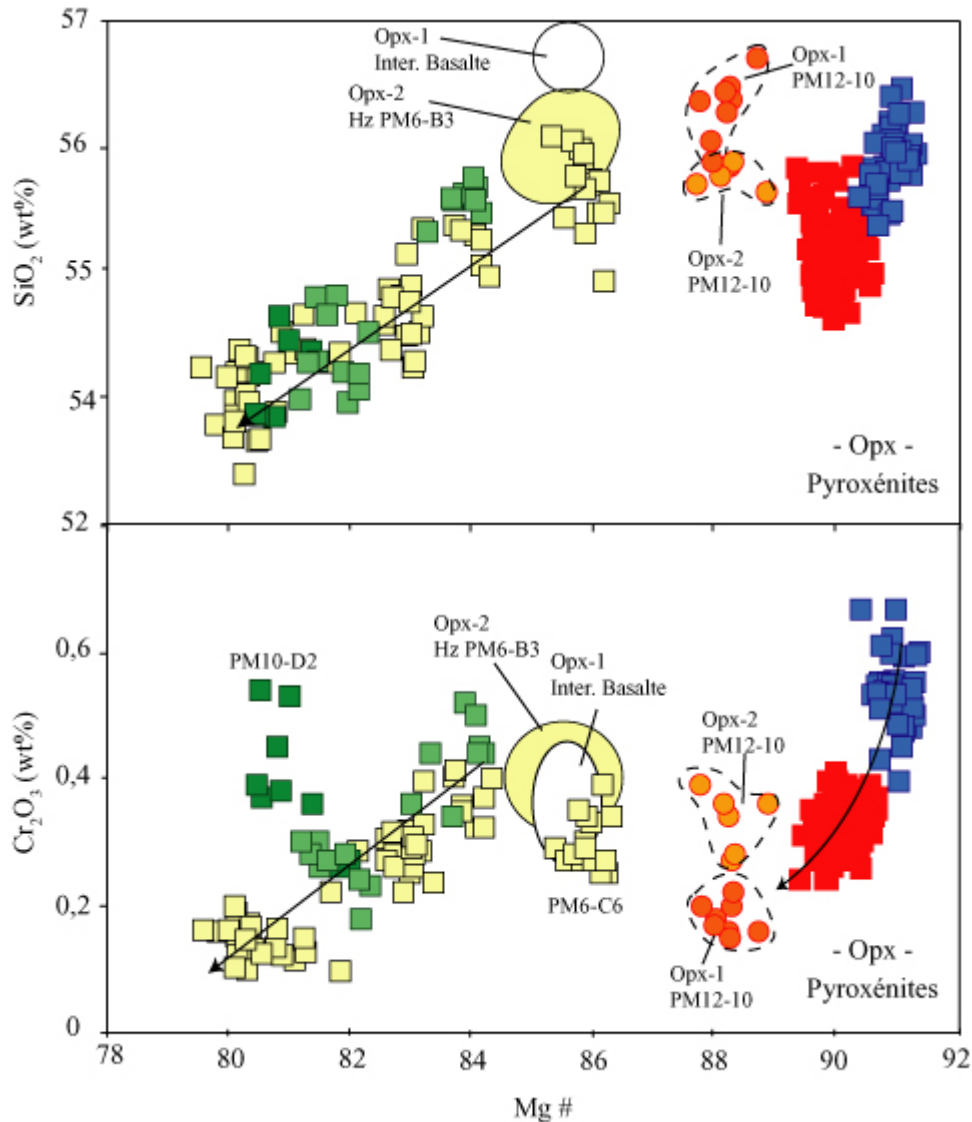 57
56
55
54
52
SiO₂ (wt%)
Opx-1
Inter. Basalte
Opx-2
Hz PM6-B3
Opx-1
PM12-10
Opx-2
PM12-10
- Opx -
Pyroxénites
0,6
0,4
0,2
0
Cr₂O₃ (wt%)
PM10-D2
Opx-2
Hz PM6-B3
Opx-1
Inter. Basalte
PM6-C6
Opx-2
PM12-10
Opx-1
PM12-10
- Opx -
Pyroxénites
78
80
82
84
86
88
90
92
Mg #